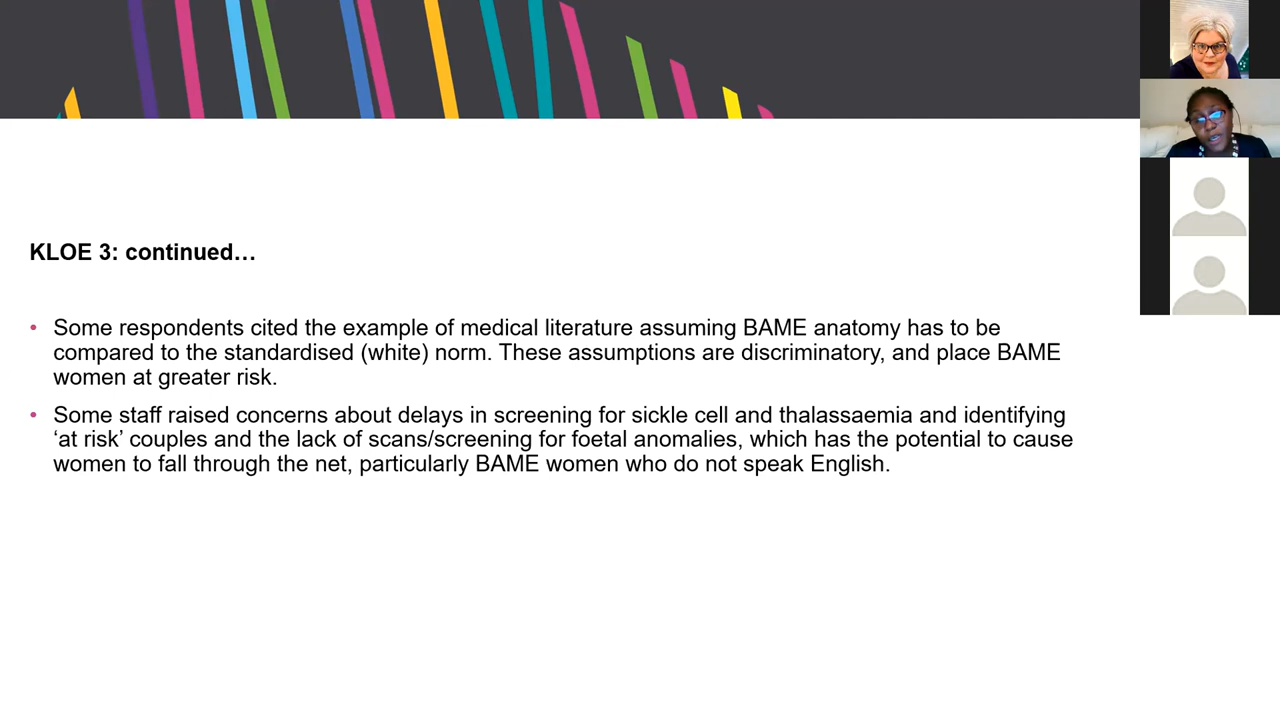 KLOE 3: continued…
• Some respondents cited the example of medical literature assuming BAME anatomy has to be
compared to the standardised (white) norm. These assumptions are discriminatory, and place BAME
women at greater risk.
• Some staff raised concerns about delays in screening for sickle cell and thalassaemia and identifying
‘at risk’ couples and the lack of scans/screening for foetal anomalies, which has the potential to cause
women to fall through the net, particularly BAME women who do not speak English.